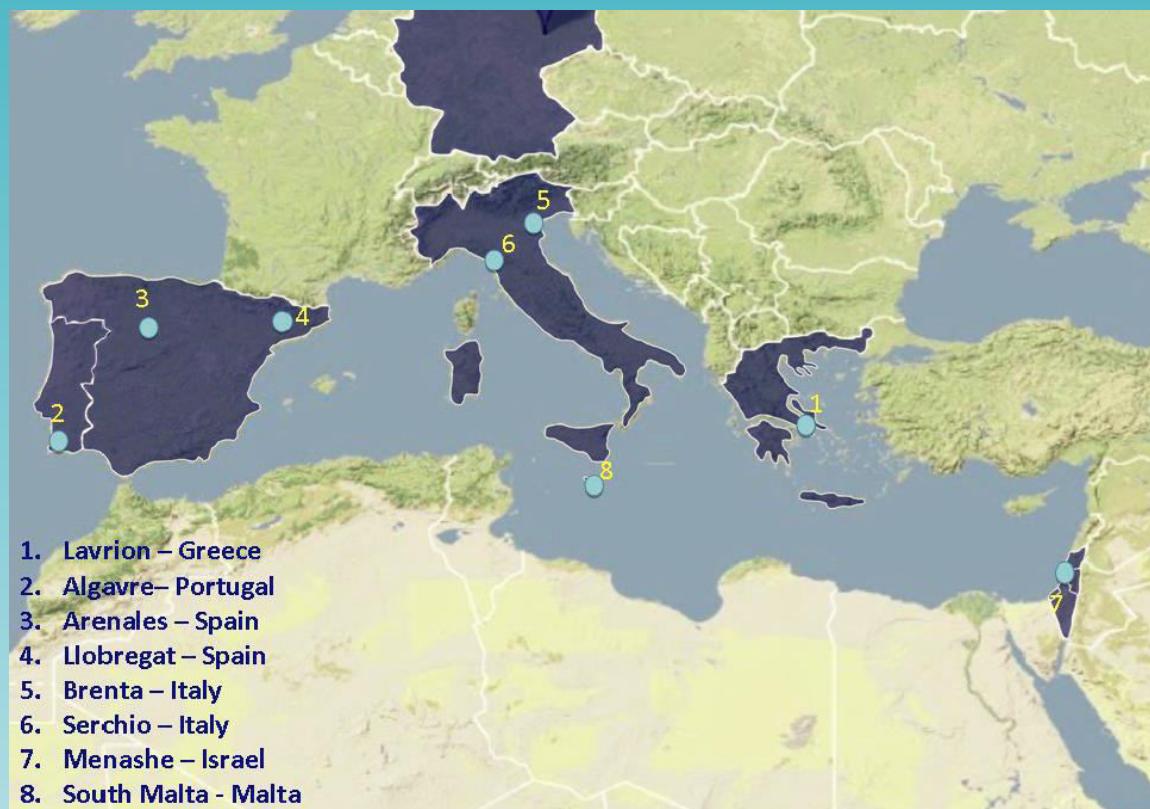 5
6
3
4
2
1
8
7
1. Lavrion – Greece
2. Algavre– Portugal
3. Arenales – Spain
4. Llobregat – Spain
5. Brenta – Italy
6. Serchio – Italy
7. Menashe – Israel
8. South Malta - Malta